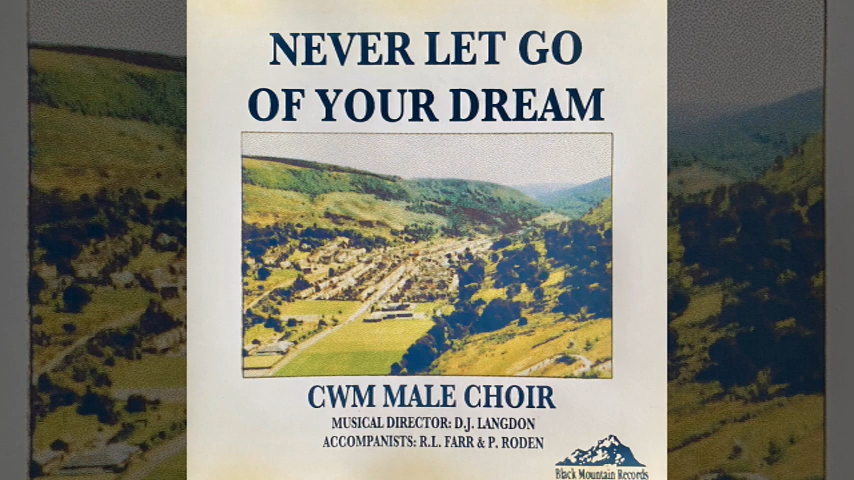 NEVER LET GO
OF YOUR DREAM
CWM MALE CHOIR
MUSICAL DIRECTOR: D.J. LANGDON
ACCOMPANISTS: R.L. FARR & P. RODEN
Black Mountain Records